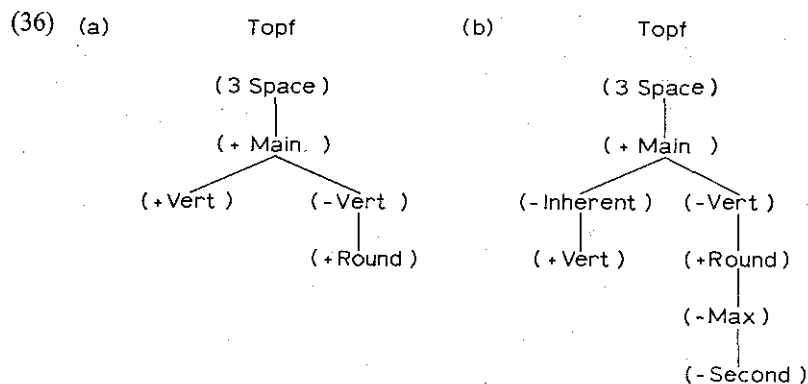 (36) (a) Topf (b) Topf
(3 Space) (3 Space)
(+ Main ) (+ Main )
(+Vert ) (-Vert ) (-Inherent) (-Vert )
(+Round) (+Vert ) (+Round)
(-Max)
(-Second)